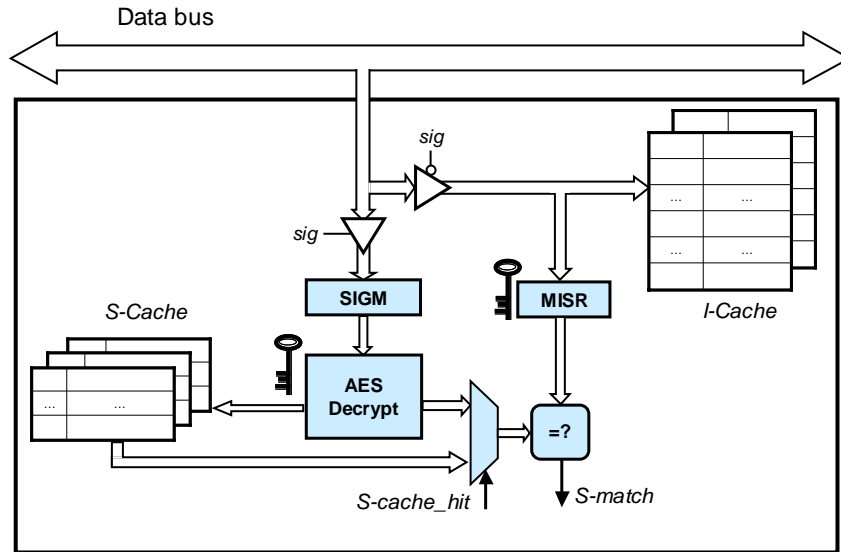 Data bus
sig
sig
... ...
... ...
SIGM
MISR
S-Cache
I-Cache
... ...
AES
Decrypt
=?
S-cache_hit
S-match